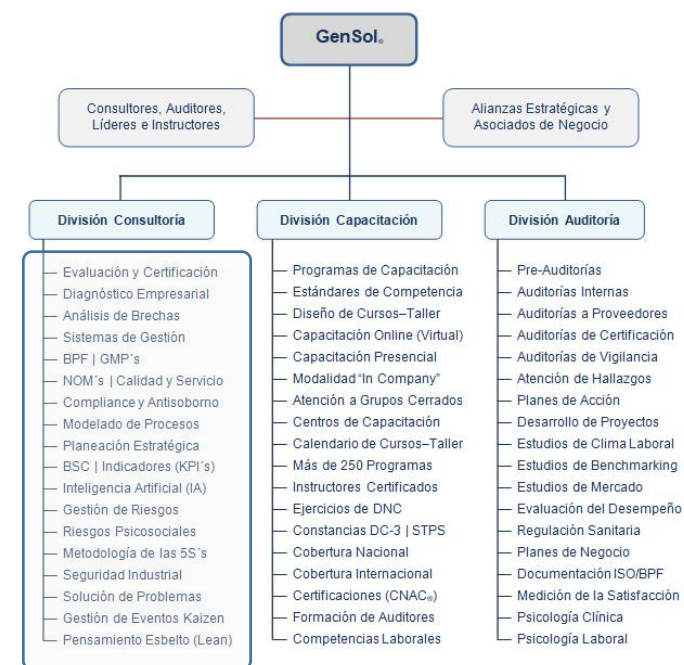 GenSol®
Consultores, Auditores,
Líderes e Instructores
Alianzas Estratégicas y
Asociados de Negocio
División Consultoría
División Capacitación
División Auditoría
Evaluación y Certificación
Diagnóstico Empresarial
Análisis de Brechas
Sistemas de Gestión
BPF | GMP´s
NOM´s | Calidad y Servicio
Compliance y Antisoborno
Modelado de Procesos
Planeación Estratégica
BSC | Indicadores (KPI´s)
Inteligencia Artificial (IA)
Gestión de Riesgos
Riesgos Psicosociales
Metodología de las 5S´s
Seguridad Industrial
Solución de Problemas
Gestión de Eventos Kaizen
Pensamiento Esbelto (Lean)
Programas de Capacitación
Estándares de Competencia
Diseño de Cursos–Taller
Capacitación Online (Virtual)
Capacitación Presencial
Modalidad “In Company”
Atención a Grupos Cerrados
Centros de Capacitación
Calendario de Cursos–Taller
Más de 250 Programas
Instructores Certificados
Ejercicios de DNC
Constancias DC-3 | STPS
Cobertura Nacional
Cobertura Internacional
Certificaciones (CNAC®)
Formación de Auditores
Competencias Laborales
Pre-Auditorías
Auditorías Internas
Auditorías a Proveedores
Auditorías de Certificación
Auditorías de Vigilancia
Atención de Hallazgos
Planes de Acción
Desarrollo de Proyectos
Estudios de Clima Laboral
Estudios de Benchmarking
Estudios de Mercado
Evaluación del Desempeño
Regulación Sanitaria
Planes de Negocio
Documentación ISO/BPF
Medición de la Satisfacción
Psicología Clínica
Psicología Laboral